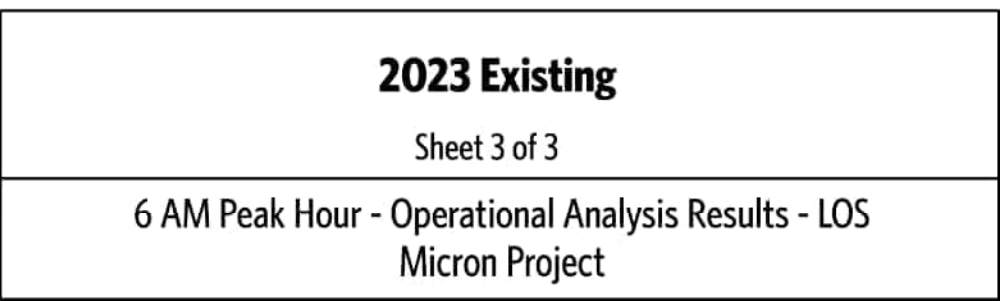 2023 Existing
Sheet 3 of 3
6 AM Peak Hour - Operational Analysis Results - LOS
Micron Project